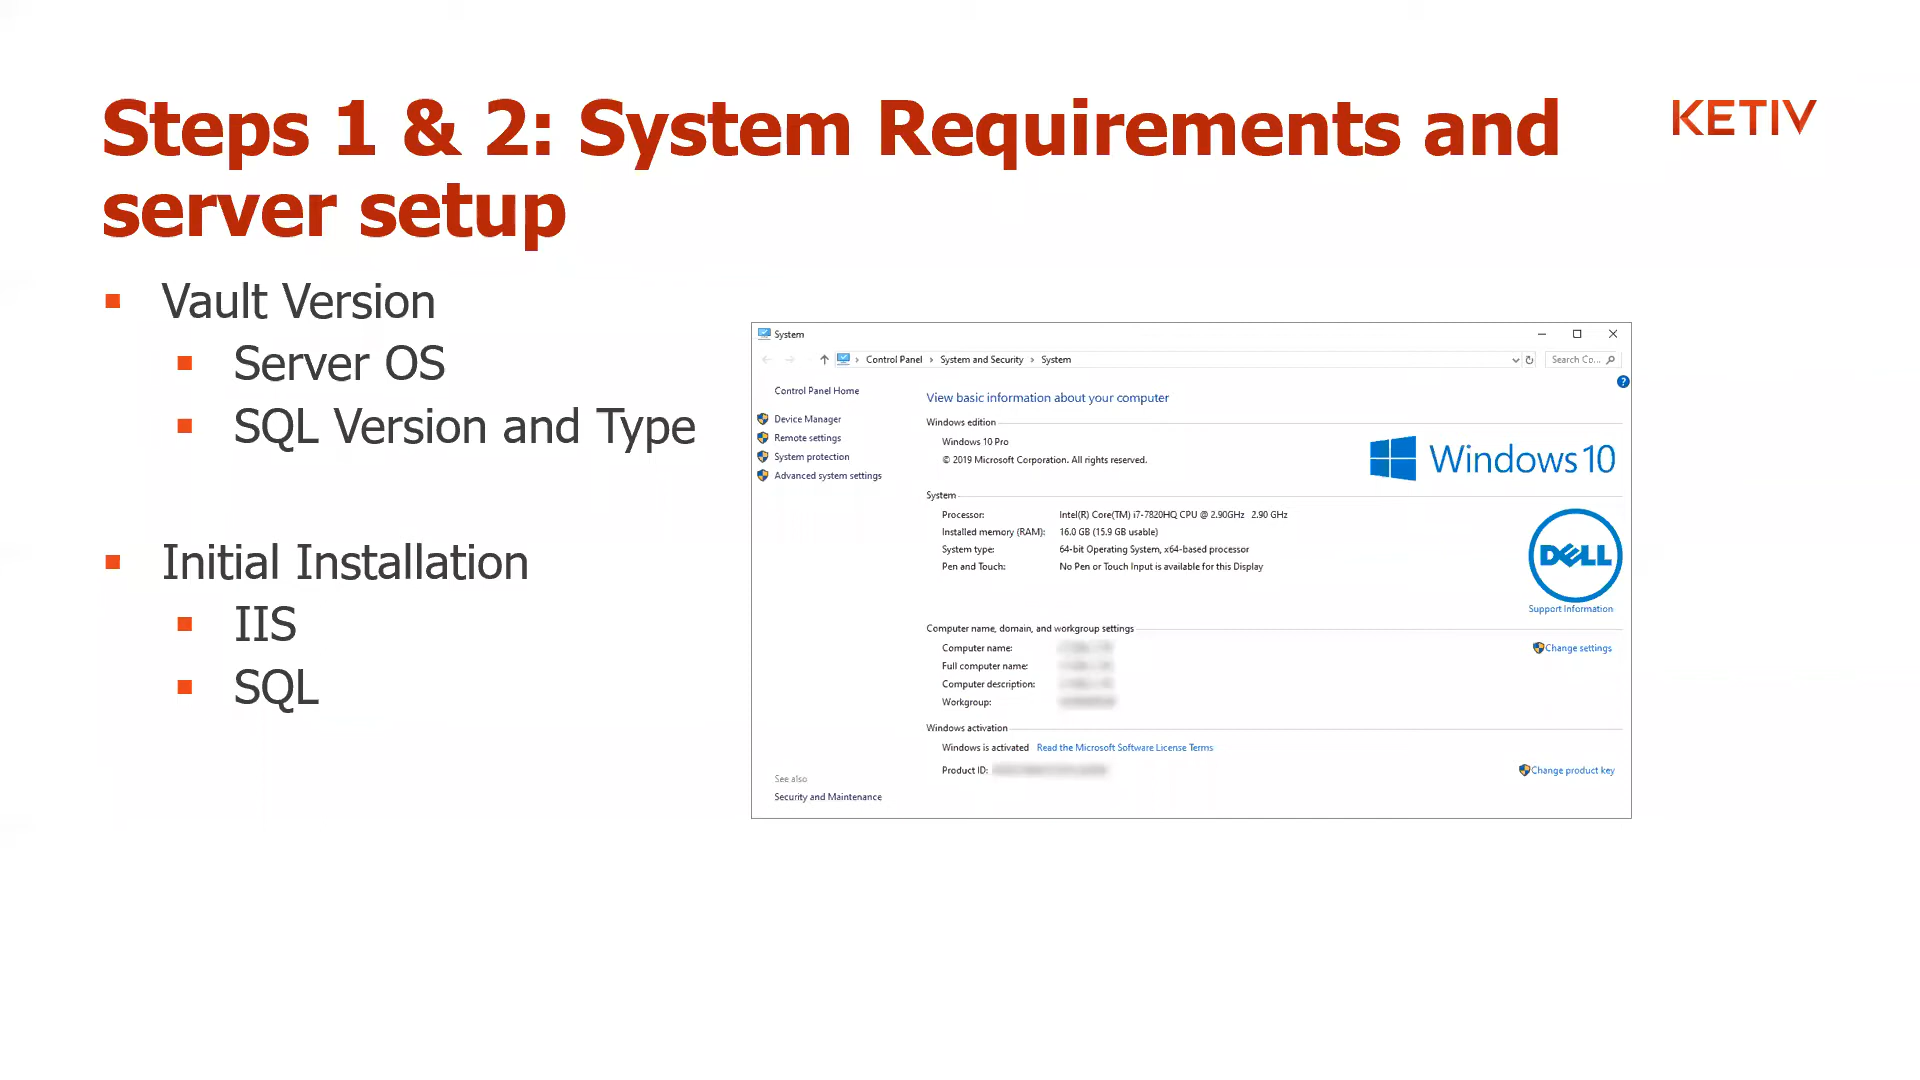 Steps 1 & 2: System Requirements and
server setup
KETIV
▪ Vault Version
▪ Server OS
▪ SQL Version and Type
▪ Initial Installation
▪ IIS
▪ SQL
System
Control Panel › System and Security › System
Search Co...
Control Panel Home
Device Manager
Remote settings
System protection
Advanced system settings
See also
Security and Maintenance
View basic information about your computer
Windows edition
Windows 10 Pro
© 2019 Microsoft Corporation. All rights reserved.
Windows 10
System
Processor: Intel(R) Core(TM) i7-7820HQ CPU @ 2.90GHz 2.90 GHz
Installed memory (RAM): 16.0 GB (15.9 GB usable)
System type: 64-bit Operating System, x64-based processor
Pen and Touch: No Pen or Touch Input is available for this Display
DELL
Support Information
Computer name, domain, and workgroup settings
Computer name:
Change settings
Full computer name:
Computer description:
Workgroup:
Windows activation
Windows is activated Read the Microsoft Software License Terms
Product ID:
Change product key